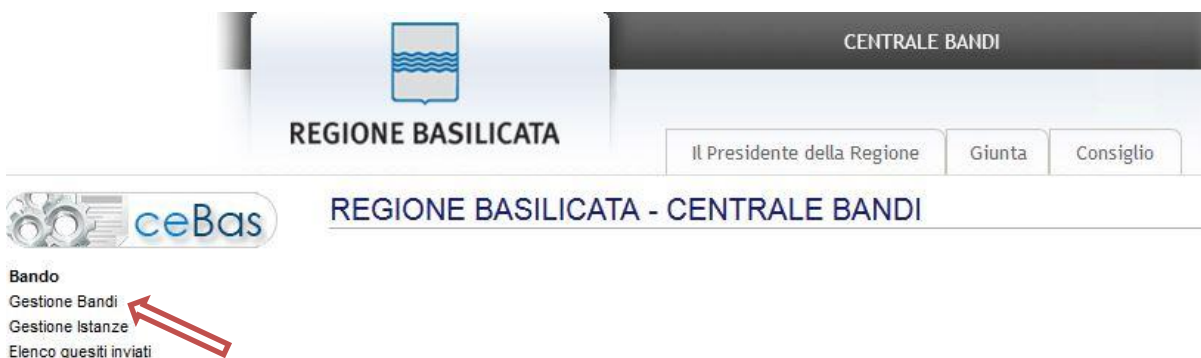 CENTRALE BANDI
REGIONE BASILICATA
Il Presidente della Regione Giunta Consiglio
ceBas
REGIONE BASILICATA - CENTRALE BANDI
Bando
Gestione Bandi
Gestione Istanze
Elenco quesiti inviati